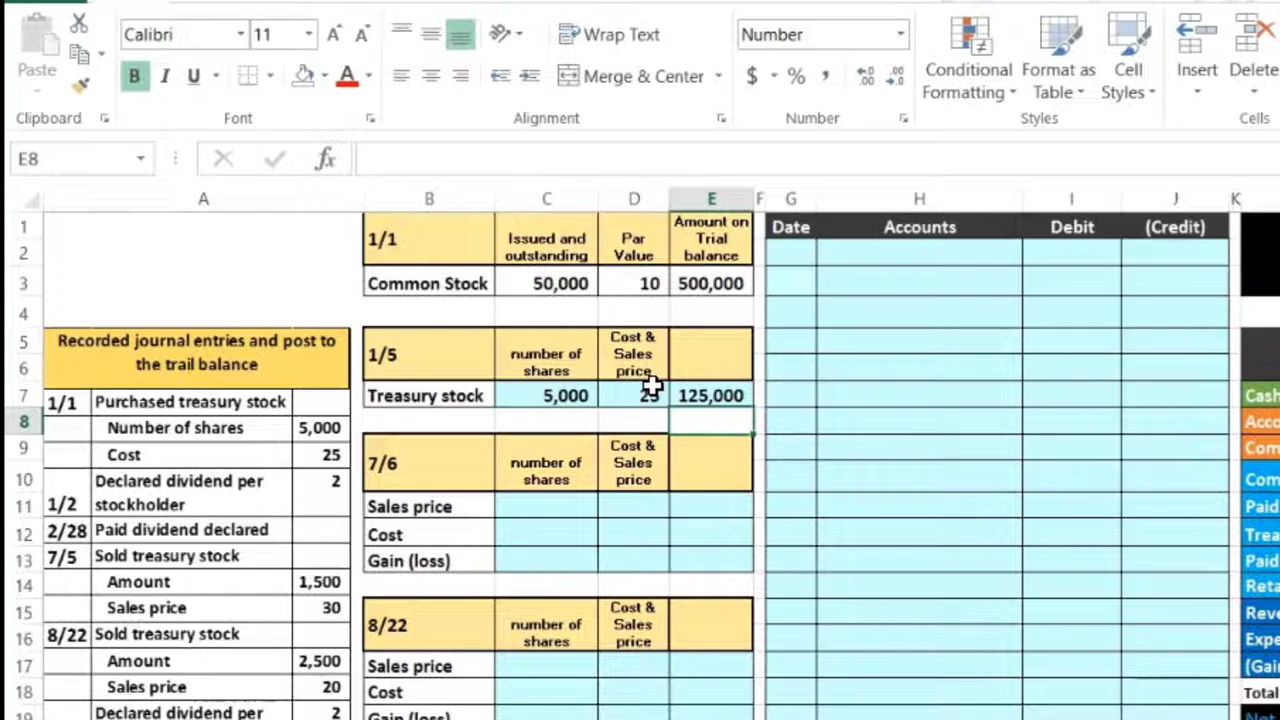 Calibri 11 Wrap Text Number
Paste B I U Merge & Center $ % , Conditional Formatting Format as Table Cell Styles Insert Delete
Clipboard Font Alignment Number Styles Cells
E8 fx
A B C D E F G H I J K
1 1/1 Issued and outstanding Par Value Amount on Trial balance Date Accounts Debit (Credit)
2
3 Common Stock 50,000 10 500,000
4
5 Recorded journal entries and post to 1/5 number of shares Cost & Sales price
6 the trail balance
7 1/1 Purchased treasury stock Treasury stock 5,000 25 125,000 Cash
8 Number of shares 5,000
9 Cost 25 7/6 number of shares Cost & Sales price
10 Declared dividend per 2
11 1/2 stockholder Sales price Paid
12 2/28 Paid dividend declared Cost
13 7/5 Sold treasury stock Gain (loss) Paid
14 Amount 1,500
15 Sales price 30 8/22 number of shares Cost & Sales price
16 8/22 Sold treasury stock
17 Amount 2,500 Sales price
18 Sales price 20 Cost Total
19 Declared dividend per 2 Gain (loss)